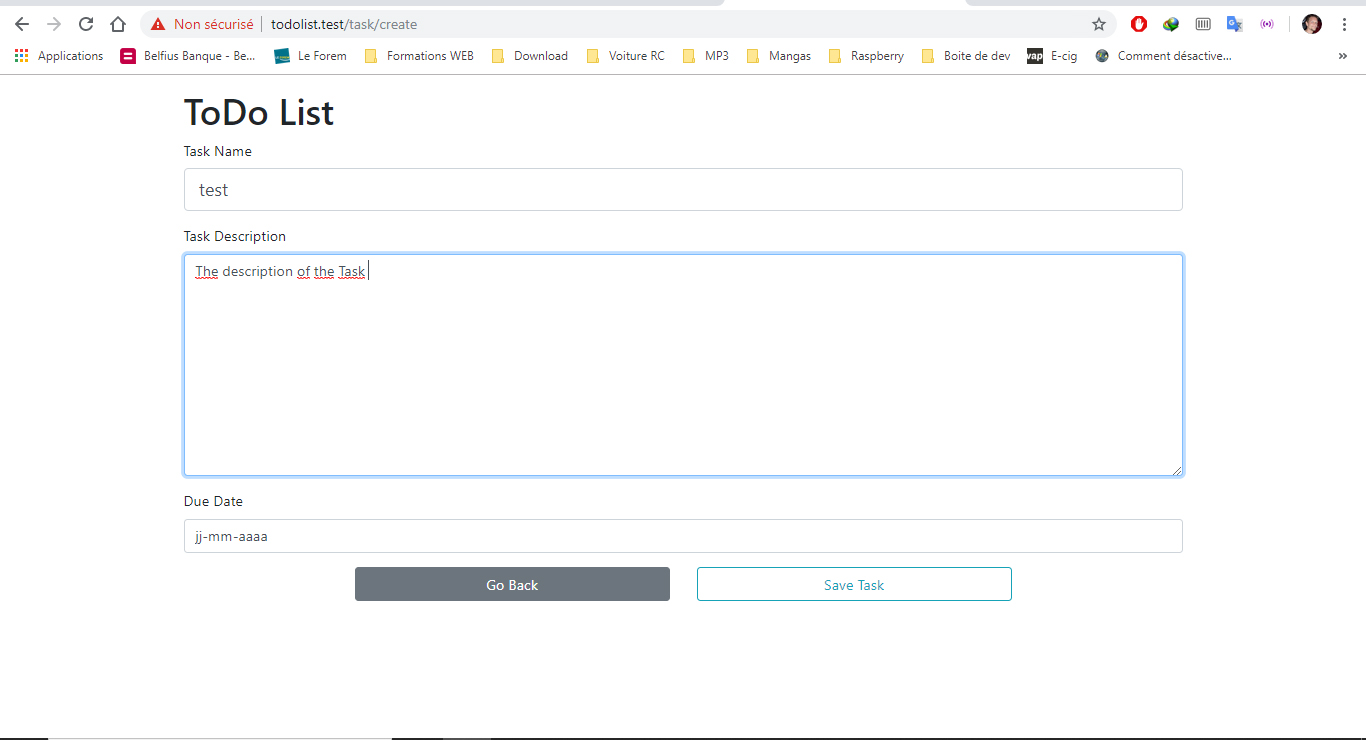 Non sécurisé todolist.test/task/create
Applications Belfius Banque - Be... Le Forem Formations WEB Download Voiture RC MP3 Mangas Raspberry Boite de dev vap E-cig Comment désactive... »
ToDo List
Task Name
test
Task Description
The description of the Task
Due Date
jj-mm-aaaa
Go Back Save Task